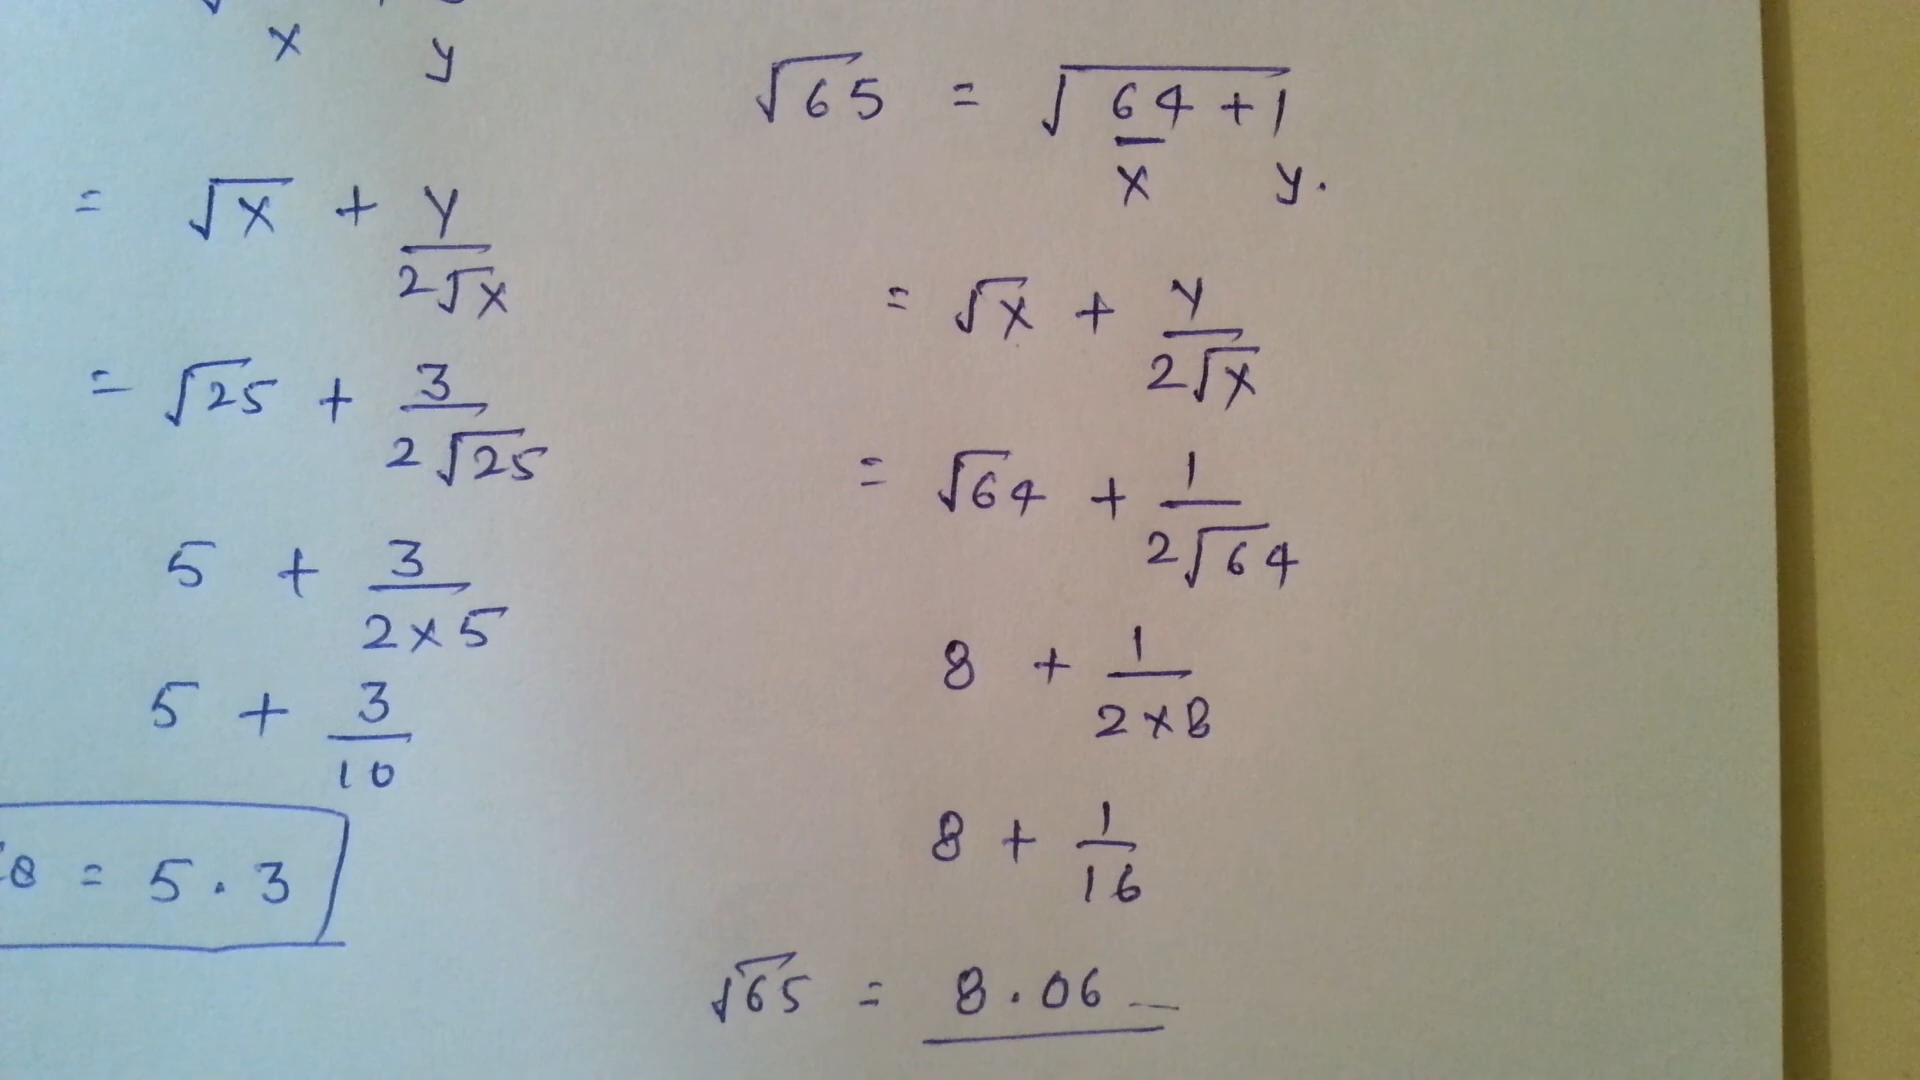 x y
= √x + y/2√x
= √25 + 3/2√25
5 + 3/2×5
5 + 3/10
8 = 5.3
√65 = √64+1
x y.
= √x + y/2√x
= √64 + 1/2√64
8 + 1/2×8
8 + 1/16
√65 = 8.06